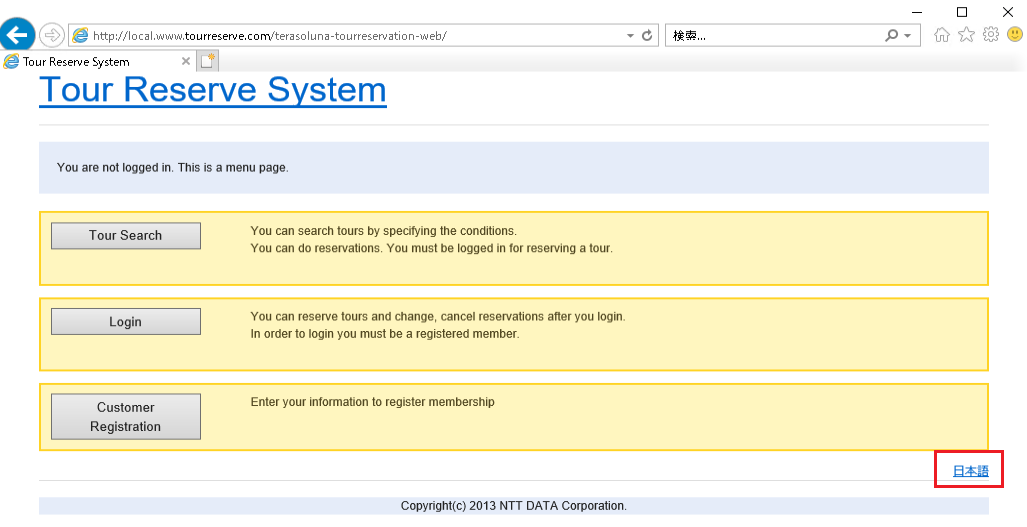 http://local.www.tourreserve.com/terasoluna-tourreservation-web/
検索...
Tour Reserve System
Tour Reserve System
You are not logged in. This is a menu page.
Tour Search
You can search tours by specifying the conditions.
You can do reservations. You must be logged in for reserving a tour.
Login
You can reserve tours and change, cancel reservations after you login.
In order to login you must be a registered member.
Customer
Registration
Enter your information to register membership
日本語
Copyright(c) 2013 NTT DATA Corporation.